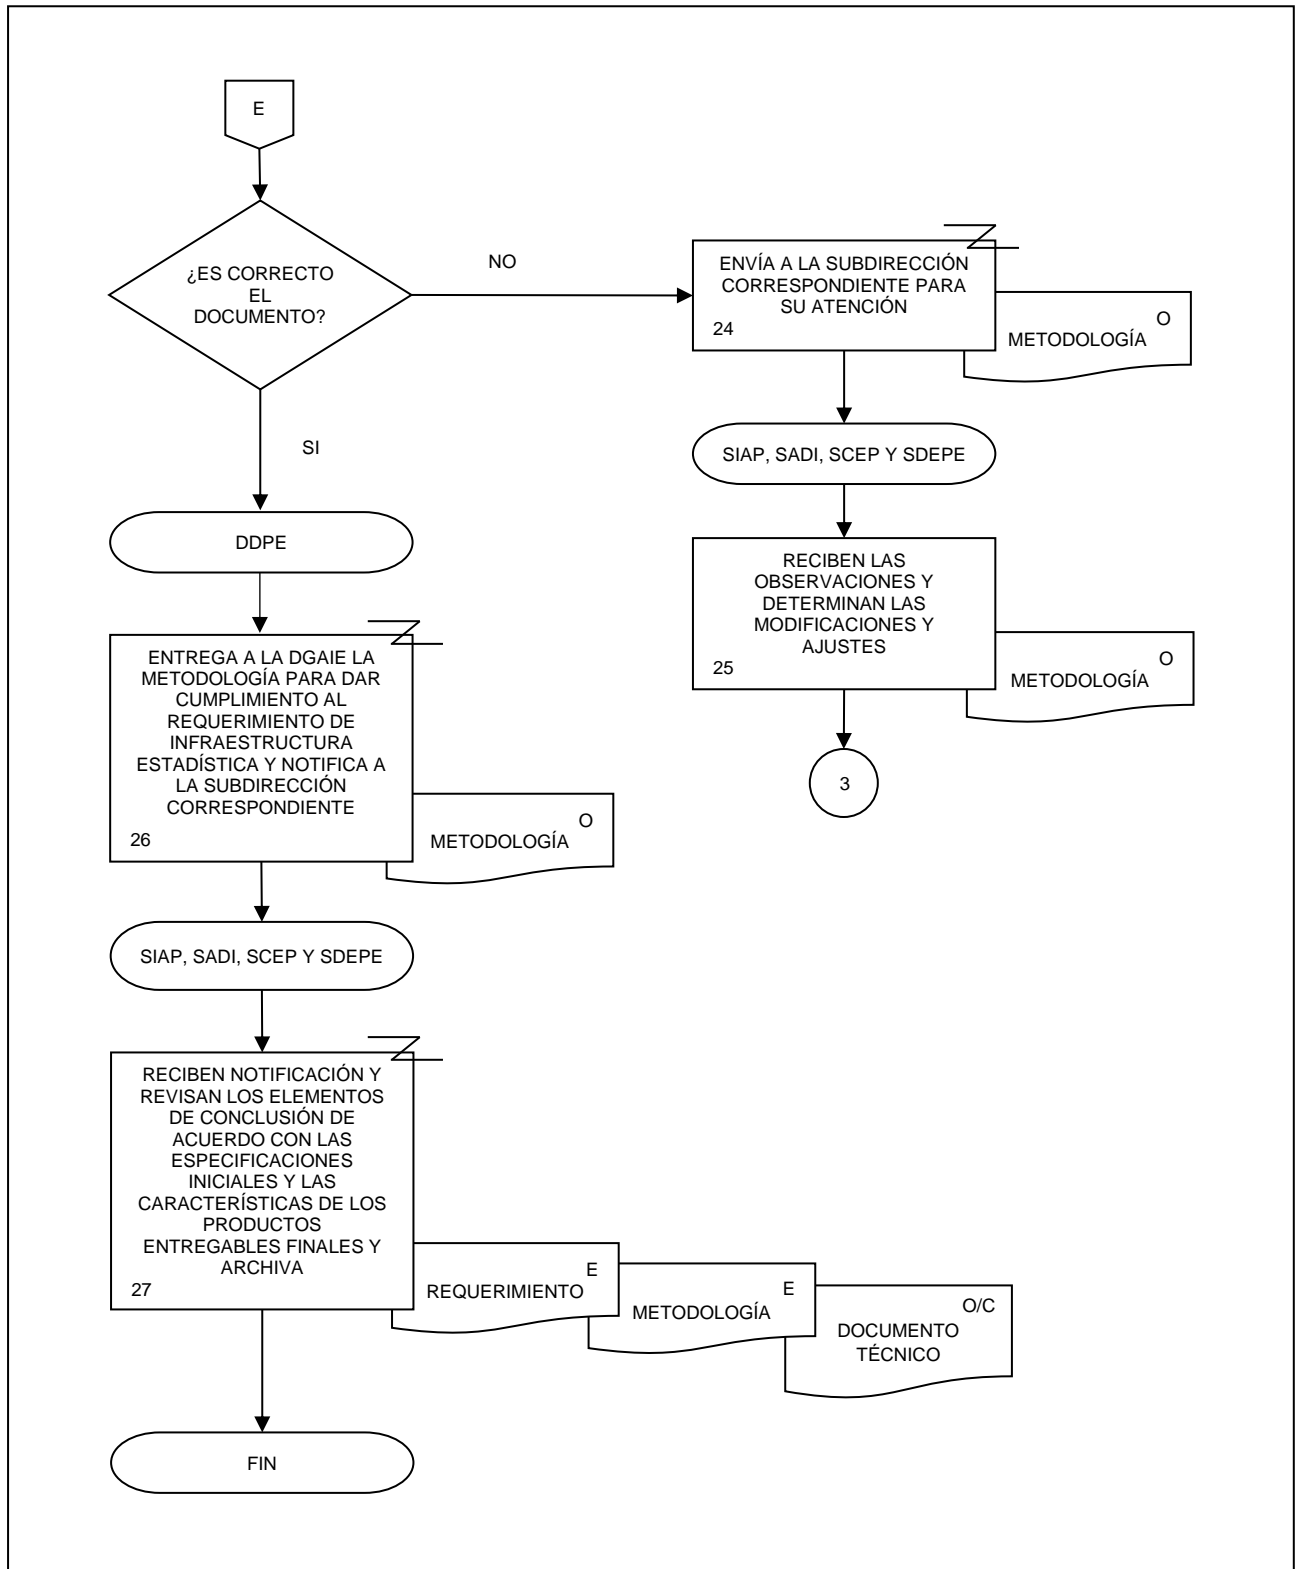 E
¿ES CORRECTO
EL
DOCUMENTO?
NO
SI
ENVÍA A LA SUBDIRECCIÓN
CORRESPONDIENTE PARA
SU ATENCIÓN
24
O
METODOLOGÍA
SIAP, SADI, SCEP Y SDEPE
RECIBEN LAS
OBSERVACIONES Y
DETERMINAN LAS
MODIFICACIONES Y
AJUSTES
25
O
METODOLOGÍA
3
DDPE
ENTREGA A LA DGAIE LA
METODOLOGÍA PARA DAR
CUMPLIMIENTO AL
REQUERIMIENTO DE
INFRAESTRUCTURA
ESTADÍSTICA Y NOTIFICA A
LA SUBDIRECCIÓN
CORRESPONDIENTE
26
O
METODOLOGÍA
SIAP, SADI, SCEP Y SDEPE
RECIBEN NOTIFICACIÓN Y
REVISAN LOS ELEMENTOS
DE CONCLUSIÓN DE
ACUERDO CON LAS
ESPECIFICACIONES
INICIALES Y LAS
CARACTERÍSTICAS DE LOS
PRODUCTOS
ENTREGABLES FINALES Y
ARCHIVA
27
E
REQUERIMIENTO
E
METODOLOGÍA
O/C
DOCUMENTO
TÉCNICO
FIN